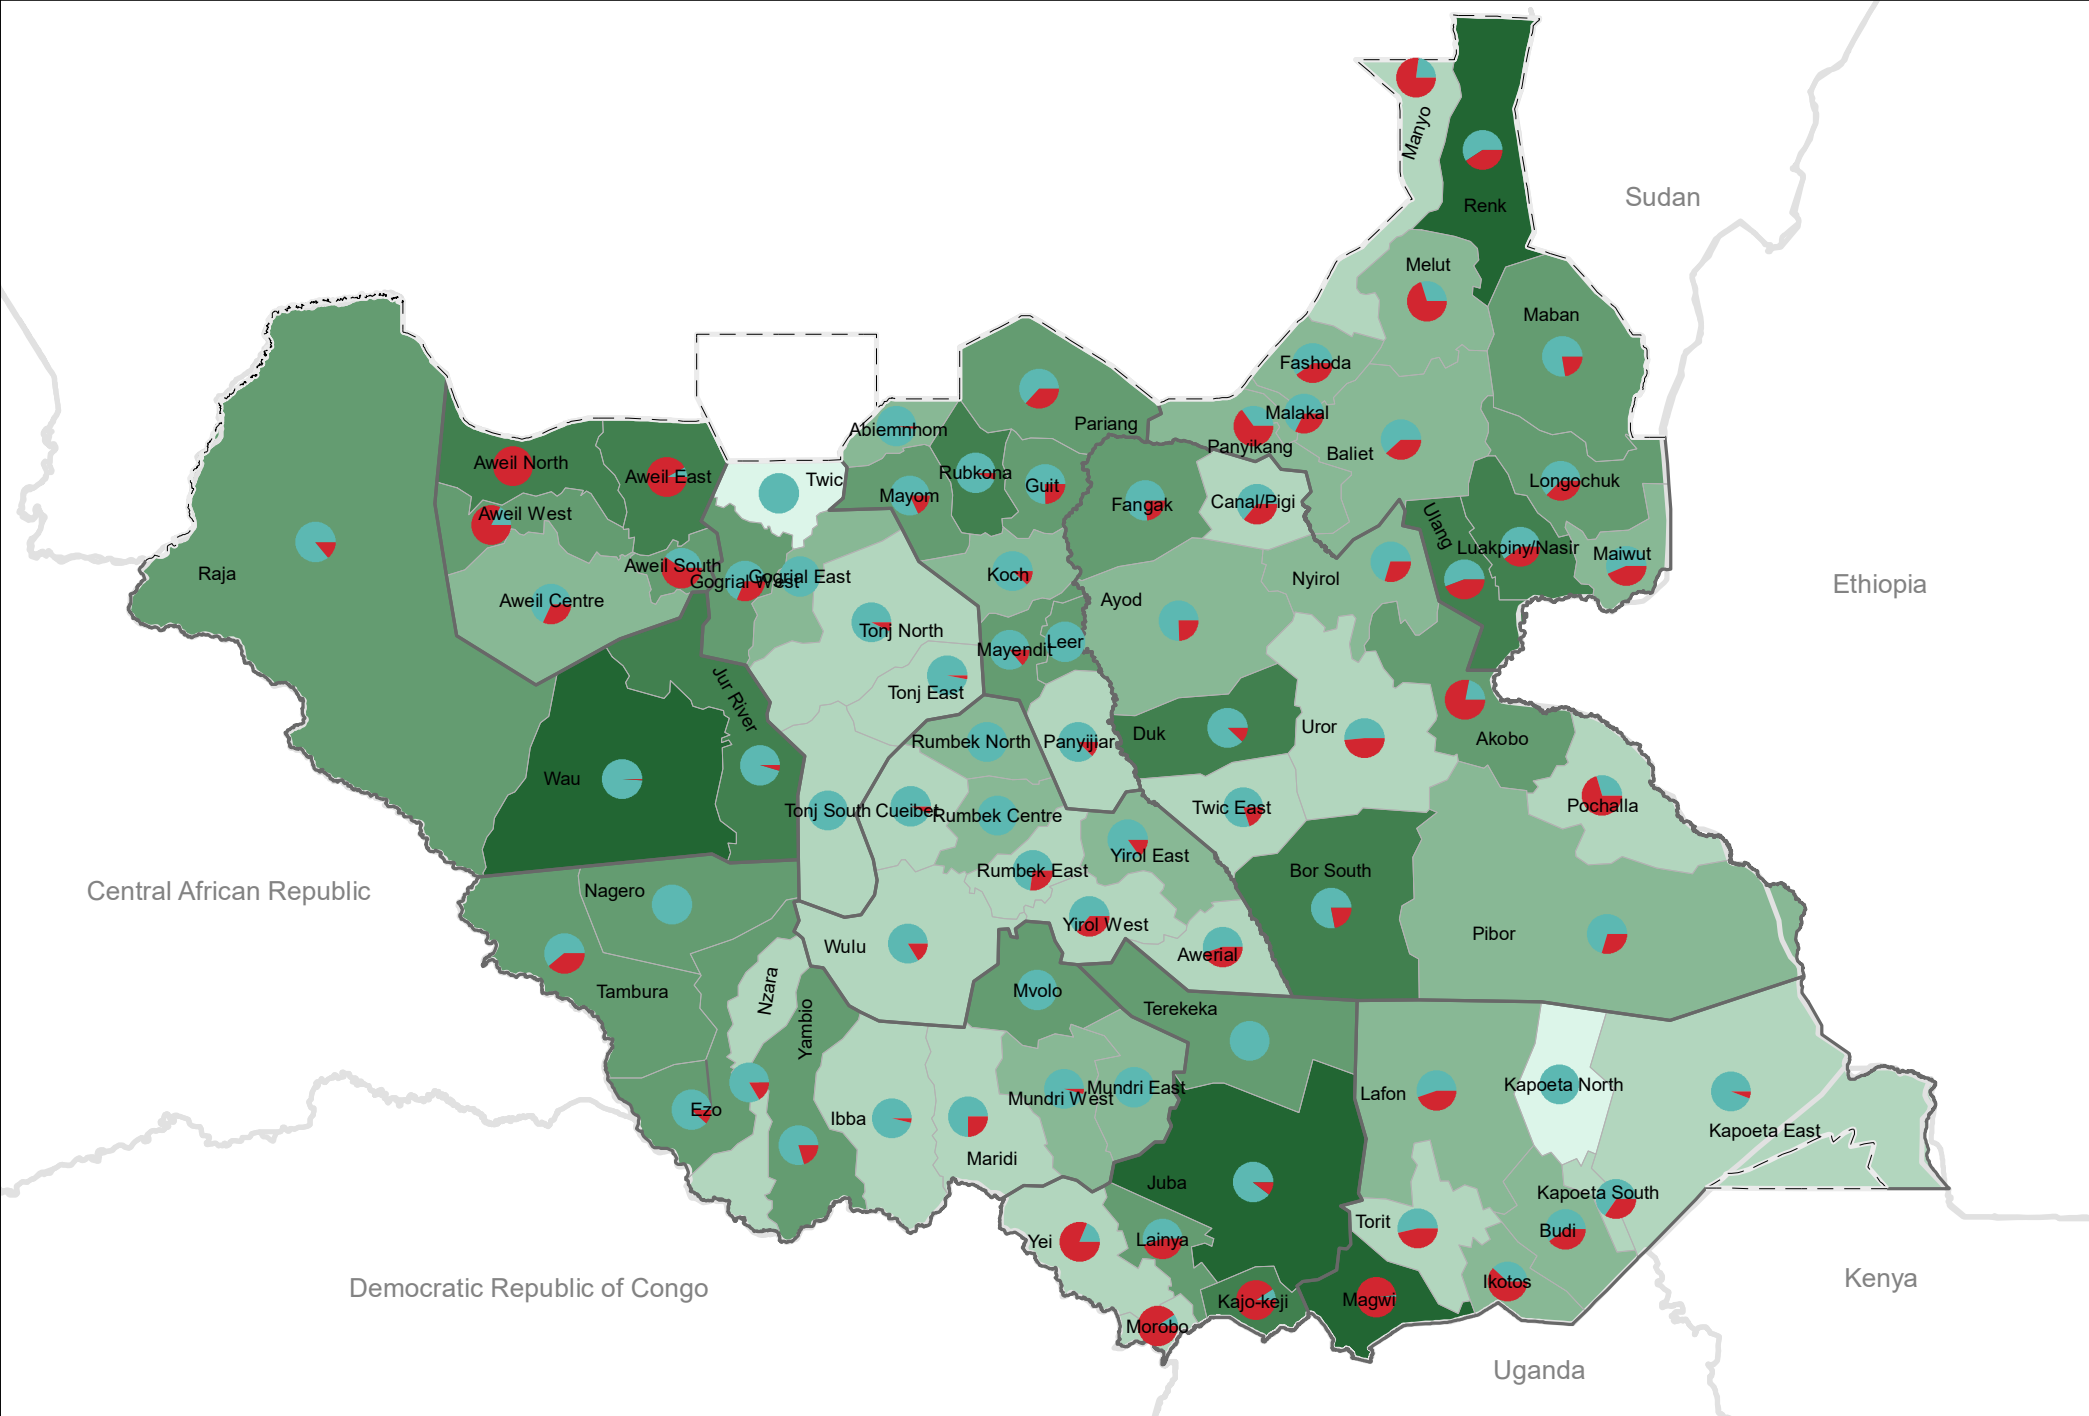 Manyo
Sudan
Renk
Melut
Maban
Fashoda
Malakal
Pariang
Abiemnhom
Panyikang
Baliet
Aweil North
Aweil East
Twic
Rubkona
Guit
Mayom
Longochuk
Fangak
Canal/Pigi
Aweil West
Ulang
Luakpiny/Nasir
Maiwut
Raja
Aweil South
Gogrial West
Gogrial East
Koch
Nyirol
Ethiopia
Aweil Centre
Ayod
Tonj North
Leer
Mayendit
Tonj East
Jur River
Rumbek North
Panyijiar
Duk
Uror
Akobo
Wau
Tonj South
Cueibet
Rumbek Centre
Twic East
Pochalla
Yirol East
Rumbek East
Bor South
Central African Republic
Nagero
Yirol West
Wulu
Awerial
Pibor
Tambura
Nzara
Mvolo
Terekeka
Yambio
Ezo
Ibba
Mundri West
Mundri East
Lafon
Kapoeta North
Kapoeta East
Maridi
Juba
Kapoeta South
Torit
Budi
Yei
Lainya
Democratic Republic of Congo
Ikotos
Kenya
Kajo-keji
Magwi
Morobo
Uganda